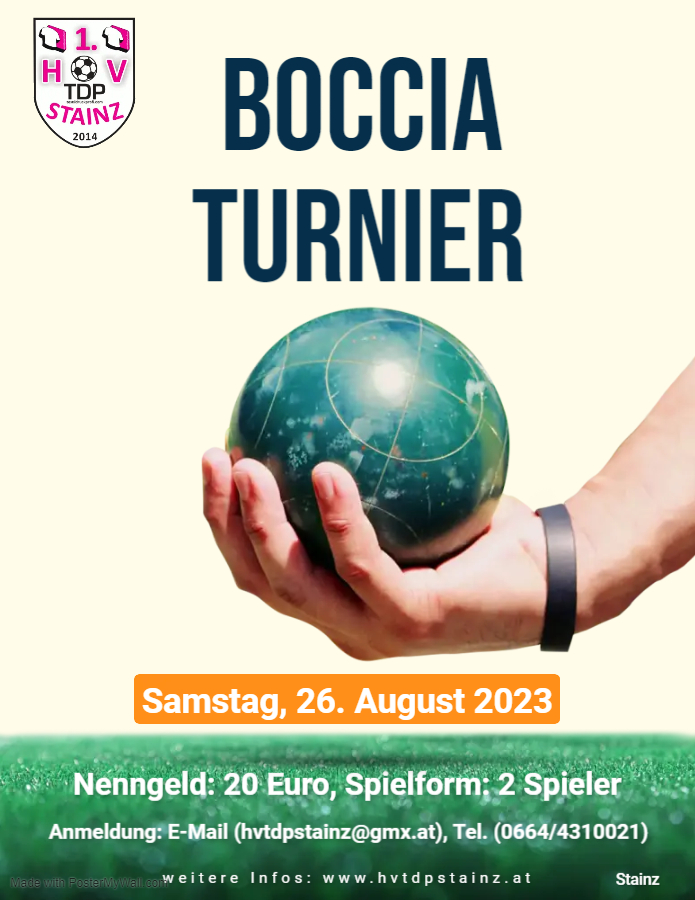 1.
H V
TDP
STAINZ
2014
BOCCIA
TURNIER
Samstag, 26. August 2023
Nenngeld: 20 Euro, Spielform: 2 Spieler
Anmeldung: E-Mail (hvtdpstainz@gmx.at), Tel. (0664/4310021)
Made with PosterMyWall.com
weitere Infos: www.hvtdpstainz.at
Stainz